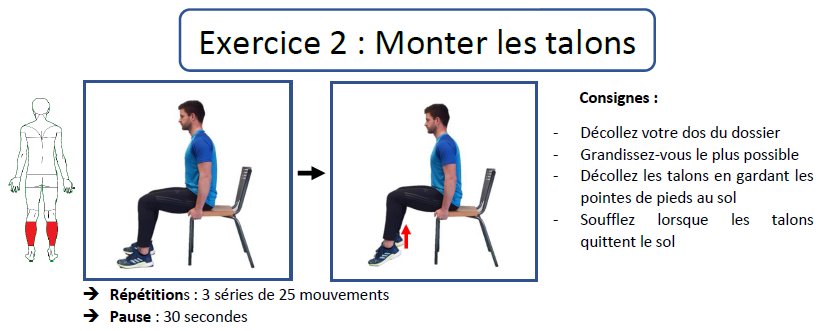 Exercice 2 : Monter les talons
Consignes :
- Décollez votre dos du dossier
- Grandissez-vous le plus possible
- Décollez les talons en gardant les
pointes de pieds au sol
- Soufflez lorsque les talons
quittent le sol
➔ Répétitions : 3 séries de 25 mouvements
➔ Pause : 30 secondes